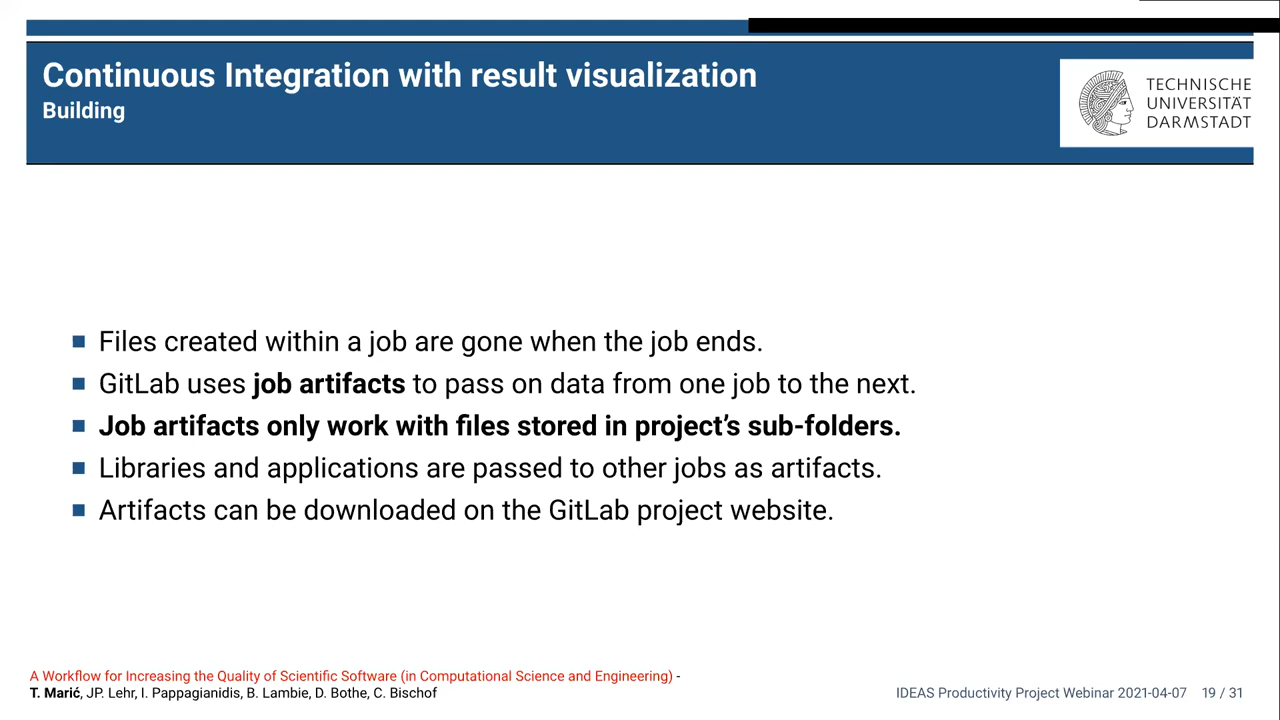 Continuous Integration with result visualization
Building
TECHNISCHE
UNIVERSITÄT
DARMSTADT
Files created within a job are gone when the job ends.
GitLab uses job artifacts to pass on data from one job to the next.
Job artifacts only work with files stored in project’s sub-folders.
Libraries and applications are passed to other jobs as artifacts.
Artifacts can be downloaded on the GitLab project website.
A Workflow for Increasing the Quality of Scientific Software (in Computational Science and Engineering) -
T. Marić, JP. Lehr, I. Pappagianidis, B. Lambie, D. Bothe, C. Bischof
IDEAS Productivity Project Webinar 2021-04-07 19 / 31